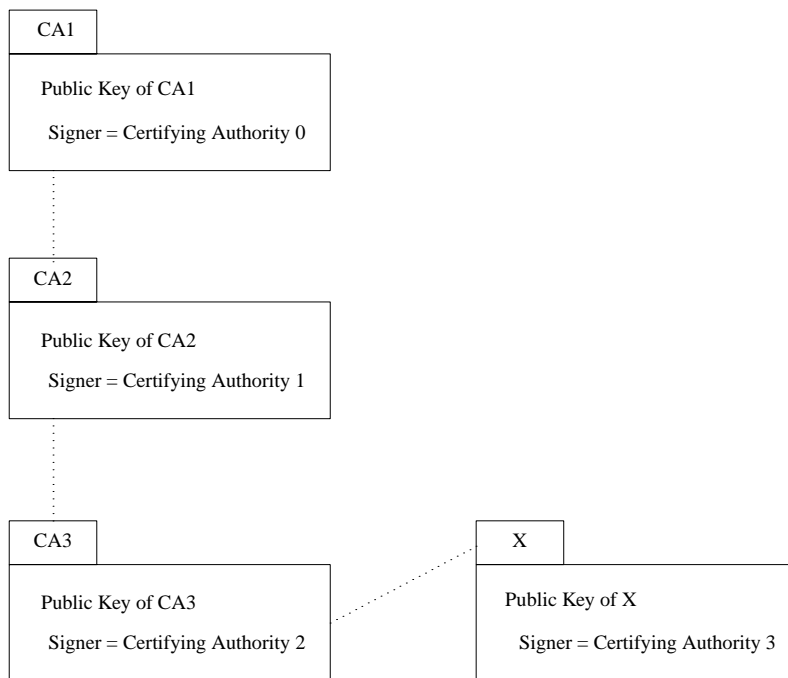 CA1
Public Key of CA1
Signer = Certifying Authority 0
CA2
Public Key of CA2
Signer = Certifying Authority 1
CA3
Public Key of CA3
Signer = Certifying Authority 2
X
Public Key of X
Signer = Certifying Authority 3